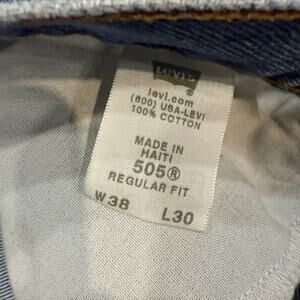 LEVI'S
levi.com
(800) USA-LEVI
100% COTTON
MADE IN
HAITI
505®
REGULAR FIT
W38 L30